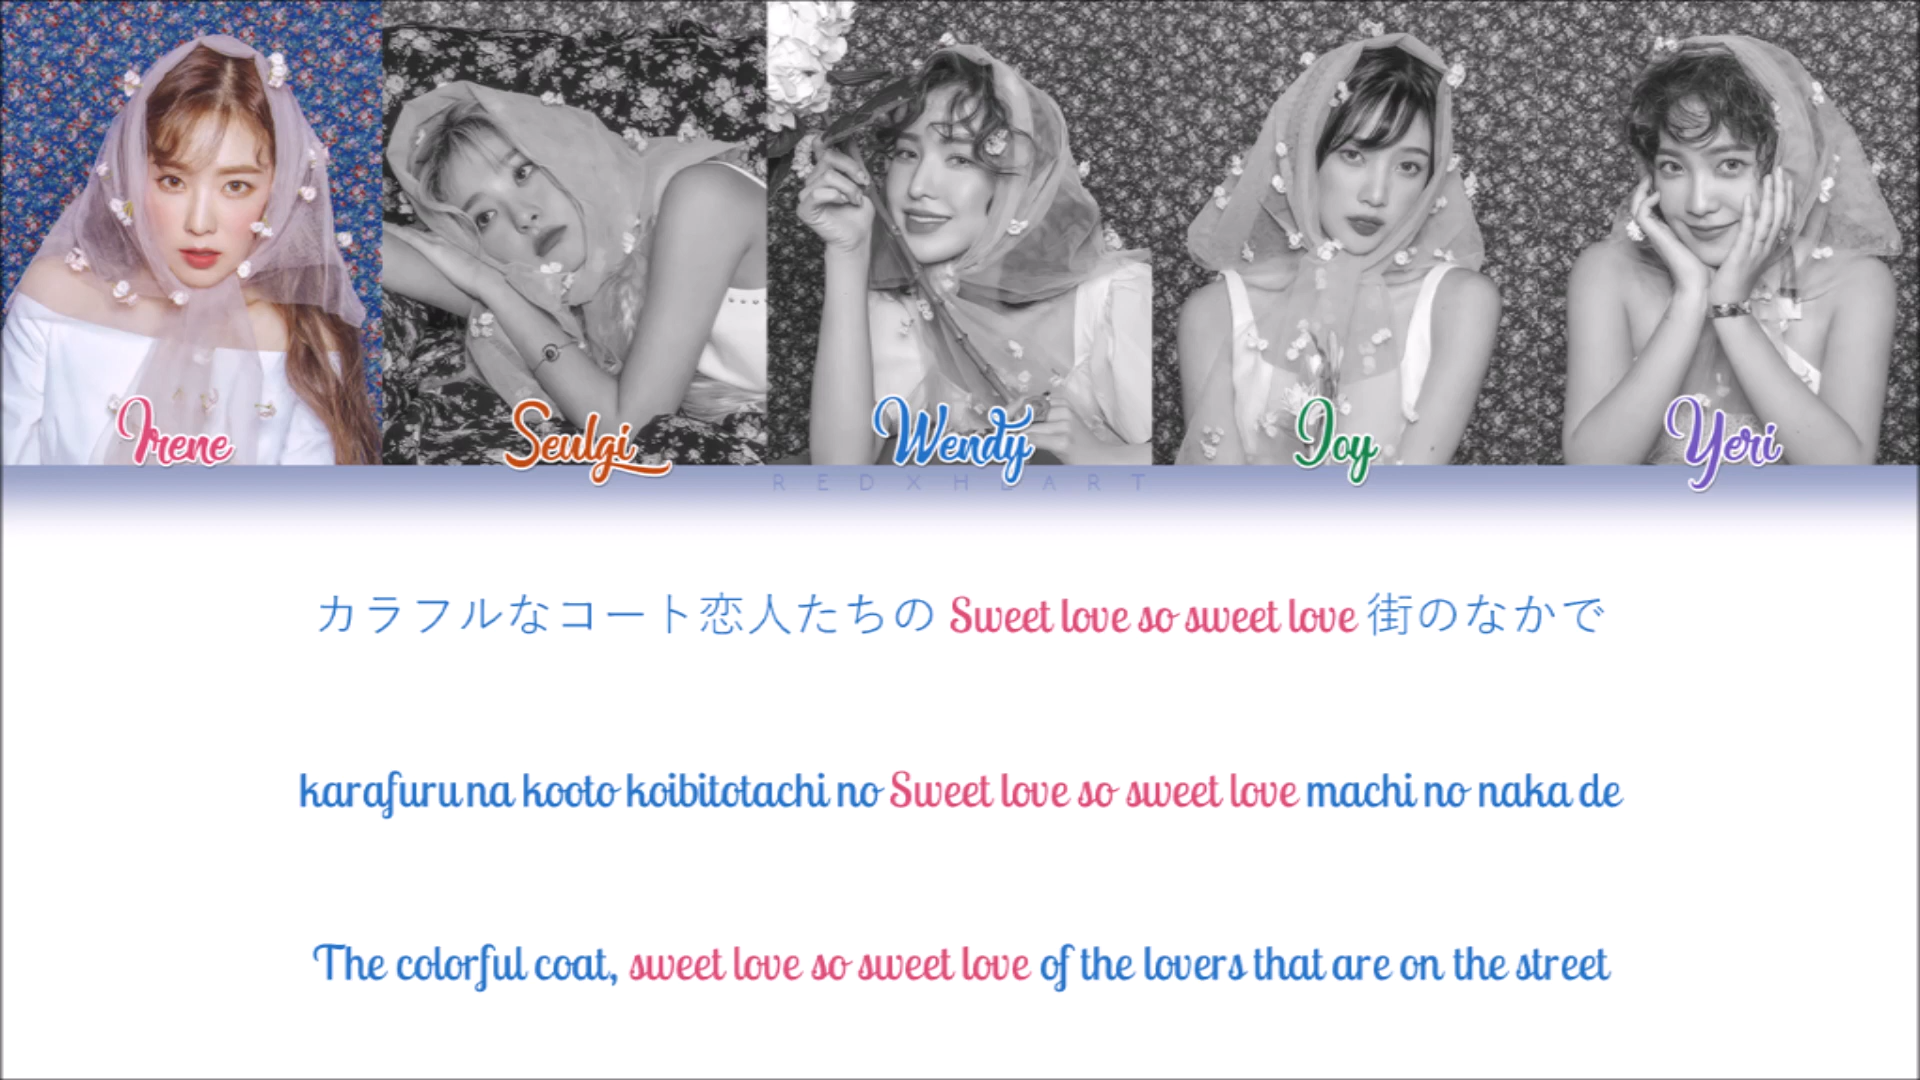 Irene
Seulgi
Wendy
Joy
Yeri
REDXHEART
カラフルなコート恋人たちの Sweet love so sweet love 街のなかで
karafuru na kooto koibitotachi no Sweet love so sweet love machi no naka de
The colorful coat, sweet love so sweet love of the lovers that are on the street